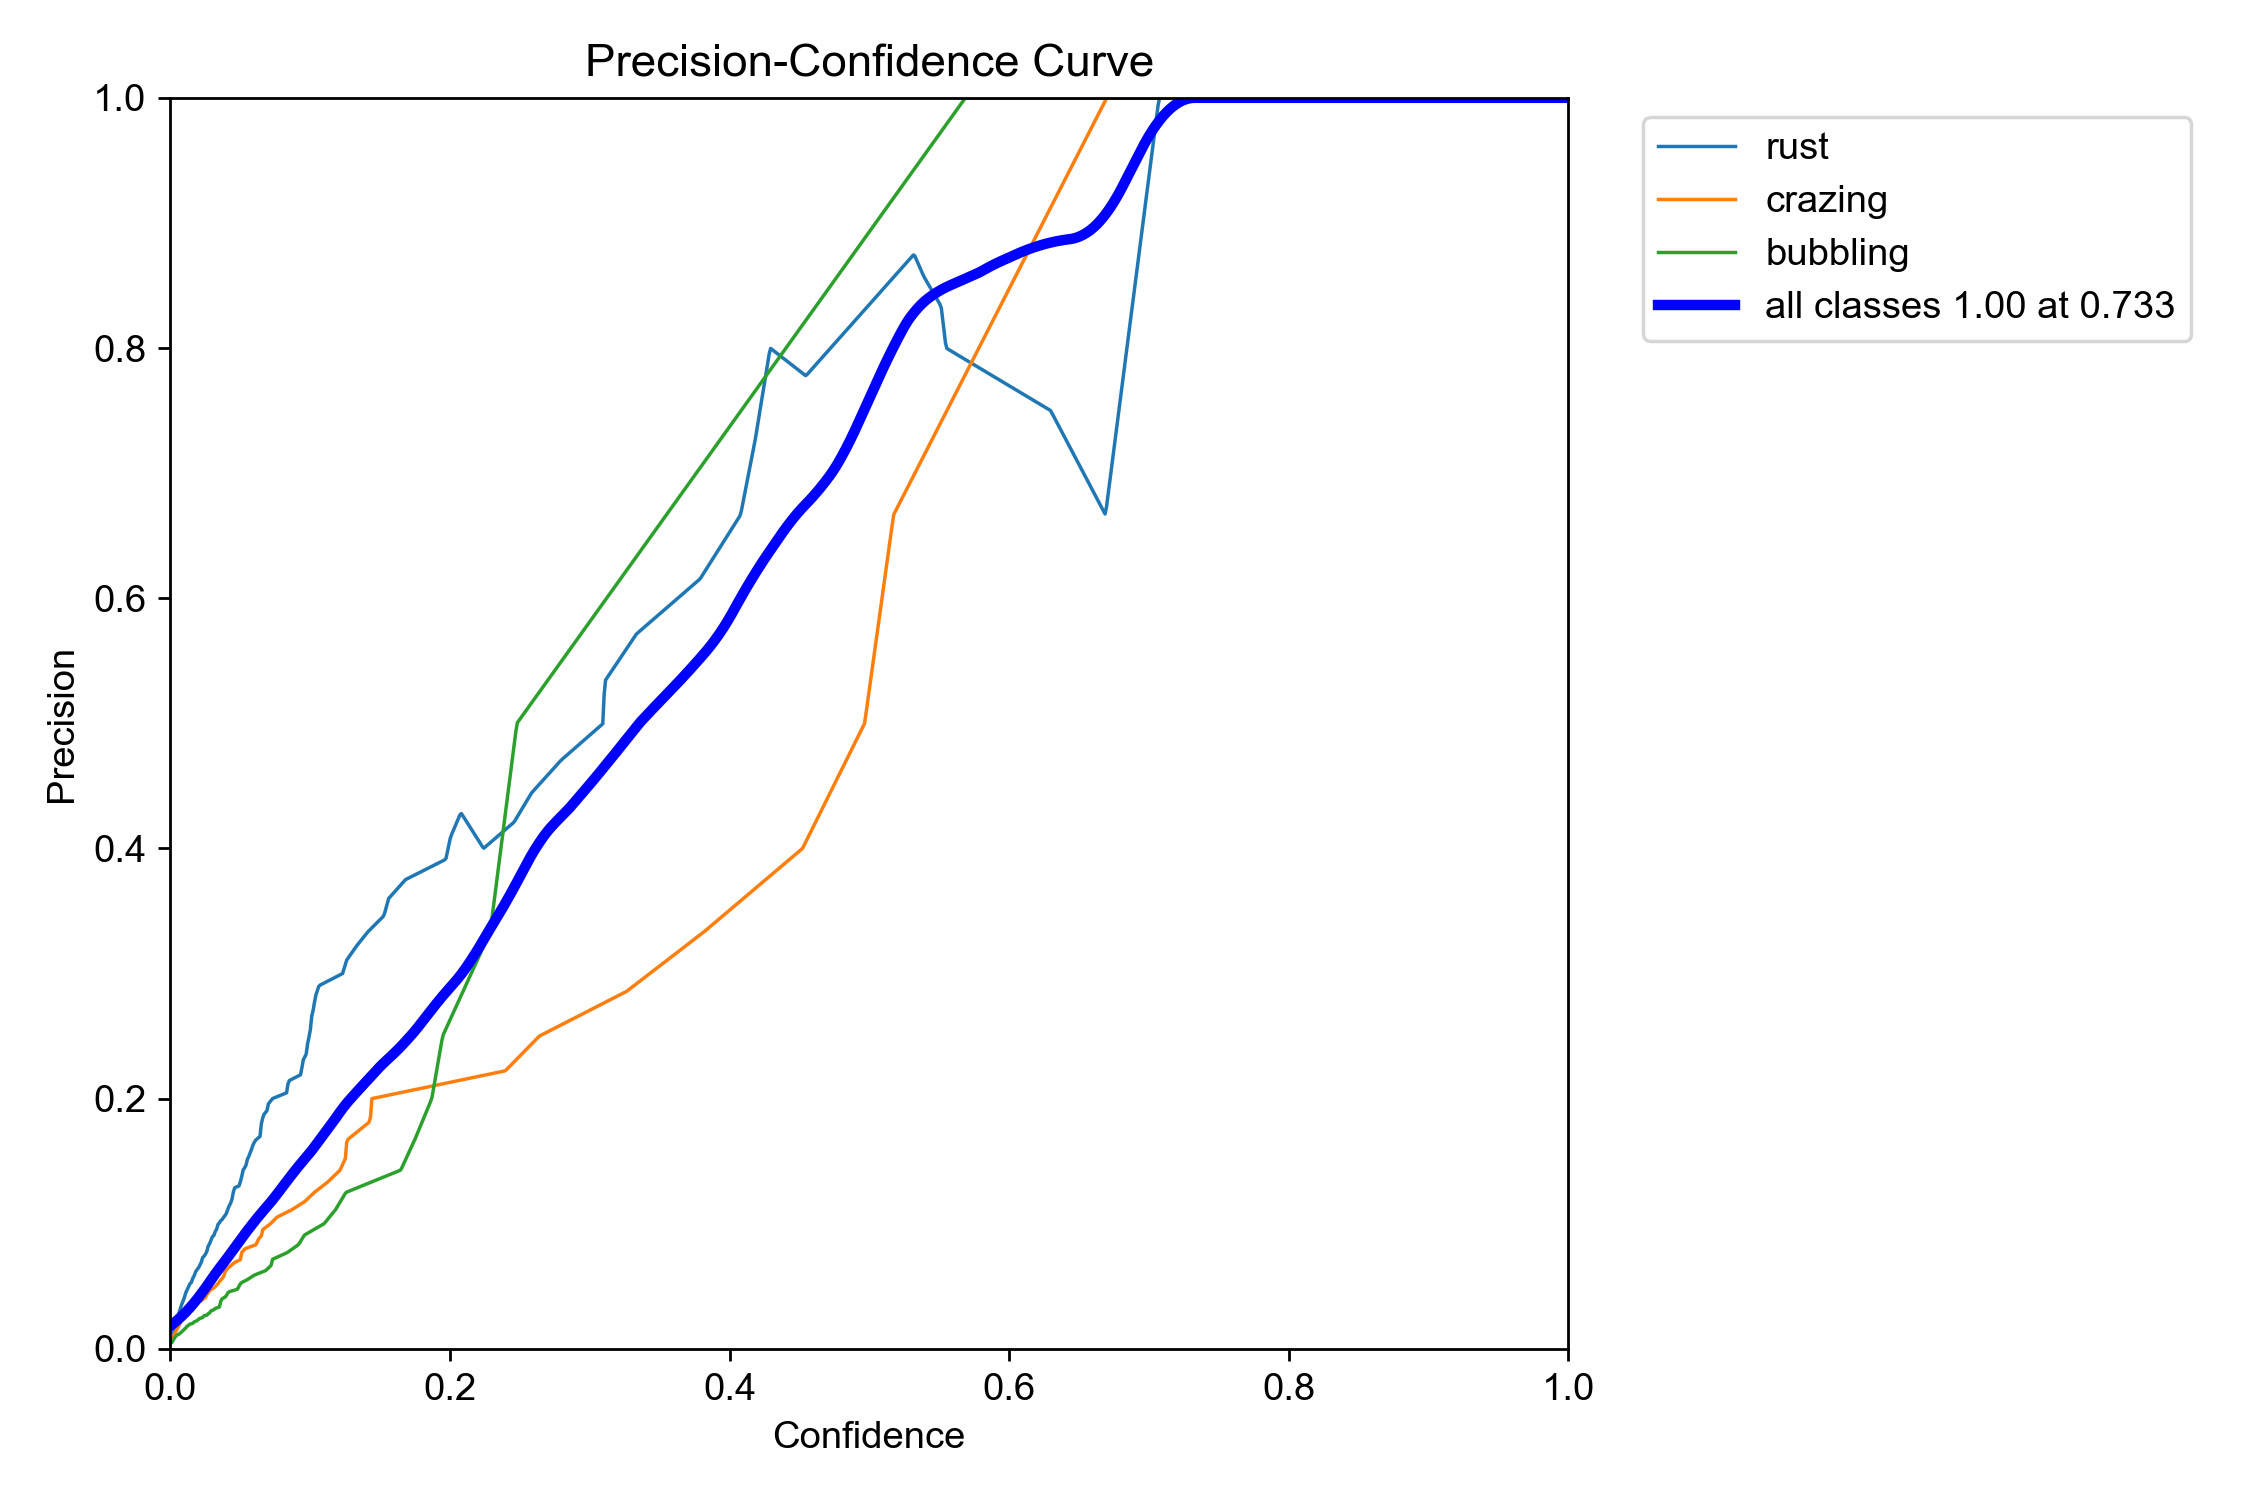 Precision-Confidence Curve
1.0
0.8
0.6
0.4
0.2
0.0
Precision
0.0 0.2 0.4 0.6 0.8 1.0
Confidence
rust
crazing
bubbling
all classes 1.00 at 0.733